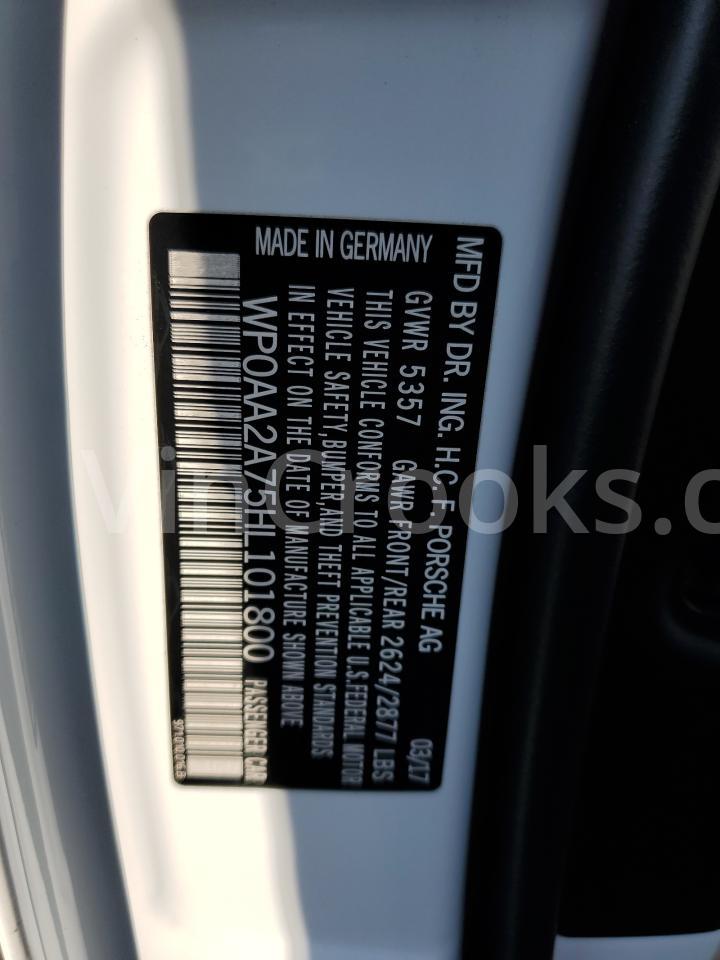 MFD BY DR. ING. H.C. F. PORSCHE AG
GVWR 5357 GAWR FRONT/REAR 2624/2877 LBS 03/17
THIS VEHICLE CONFORMS TO ALL APPLICABLE U.S FEDERAL MOTOR
VEHICLE SAFETY,BUMPER,AND THEFT PREVENTION STANDARDS
IN EFFECT ON THE DATE OF MANUFACTURE SHOWN ABOVE
MADE IN GERMANY
WP0AA2A75HL101800 PASSENGER CAR
VinCrooks.c